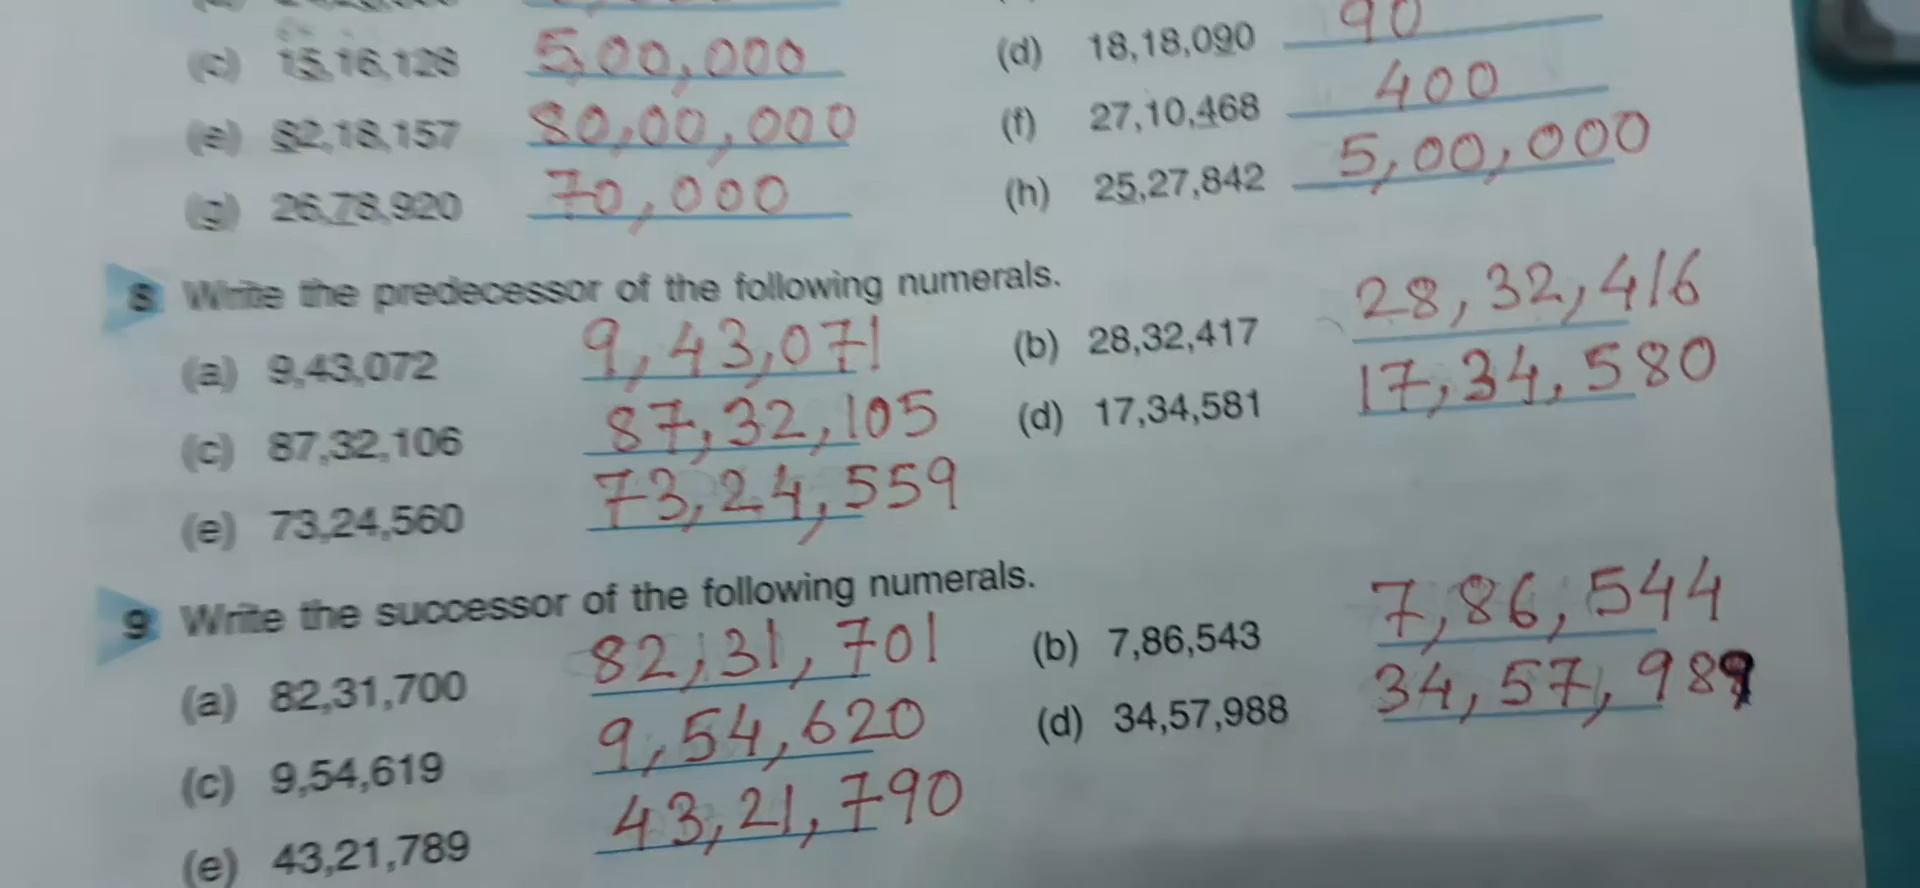 (c) 15,16,128 5,00,000 (d) 18,18,090 90
(e) 82,18,157 80,00,000 (f) 27,10,468 400
(g) 26,78,920 70,000 (h) 25,27,842 5,00,000
8 Write the predecessor of the following numerals.
(a) 9,43,072 9,43,071 (b) 28,32,417 28,32,416
(c) 87,32,106 87,32,105 (d) 17,34,581 17,34,580
(e) 73,24,560 73,24,559
9 Write the successor of the following numerals.
(a) 82,31,700 82,31,701 (b) 7,86,543 7,86,544
(c) 9,54,619 9,54,620 (d) 34,57,988 34,57,989
(e) 43,21,789 43,21,790